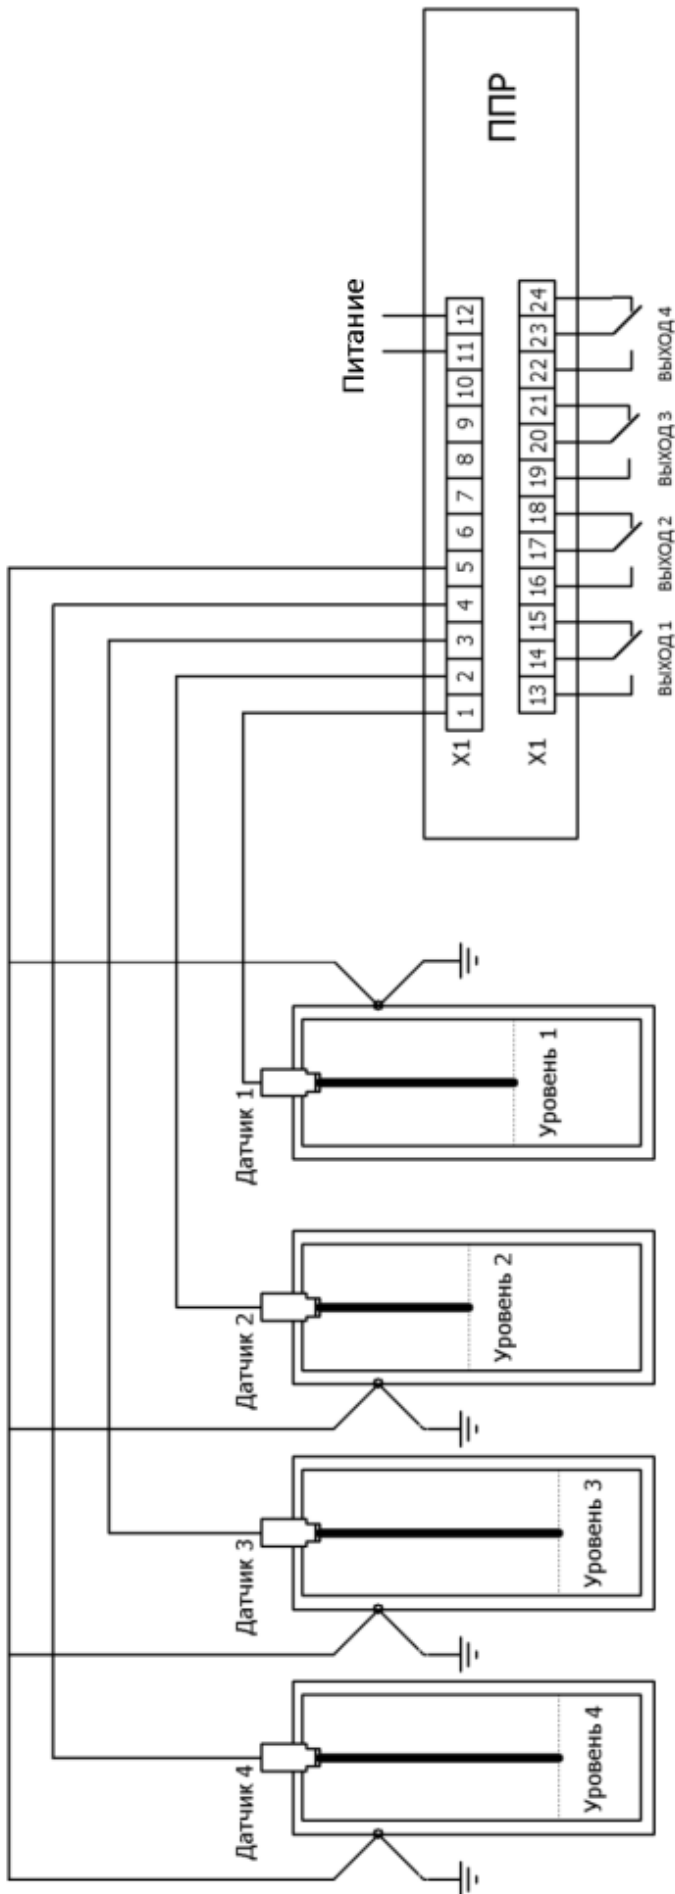 Датчик 4
Датчик 3
Датчик 2
Датчик 1
Уровень 4
Уровень 3
Уровень 2
Уровень 1
Питание
ППР
X1
1 2 3 4 5 6 7 8 9 10 11 12
X1
13 14 15 16 17 18 19 20 21 22 23 24
ВЫХОД 1
ВЫХОД 2
ВЫХОД 3
ВЫХОД 4